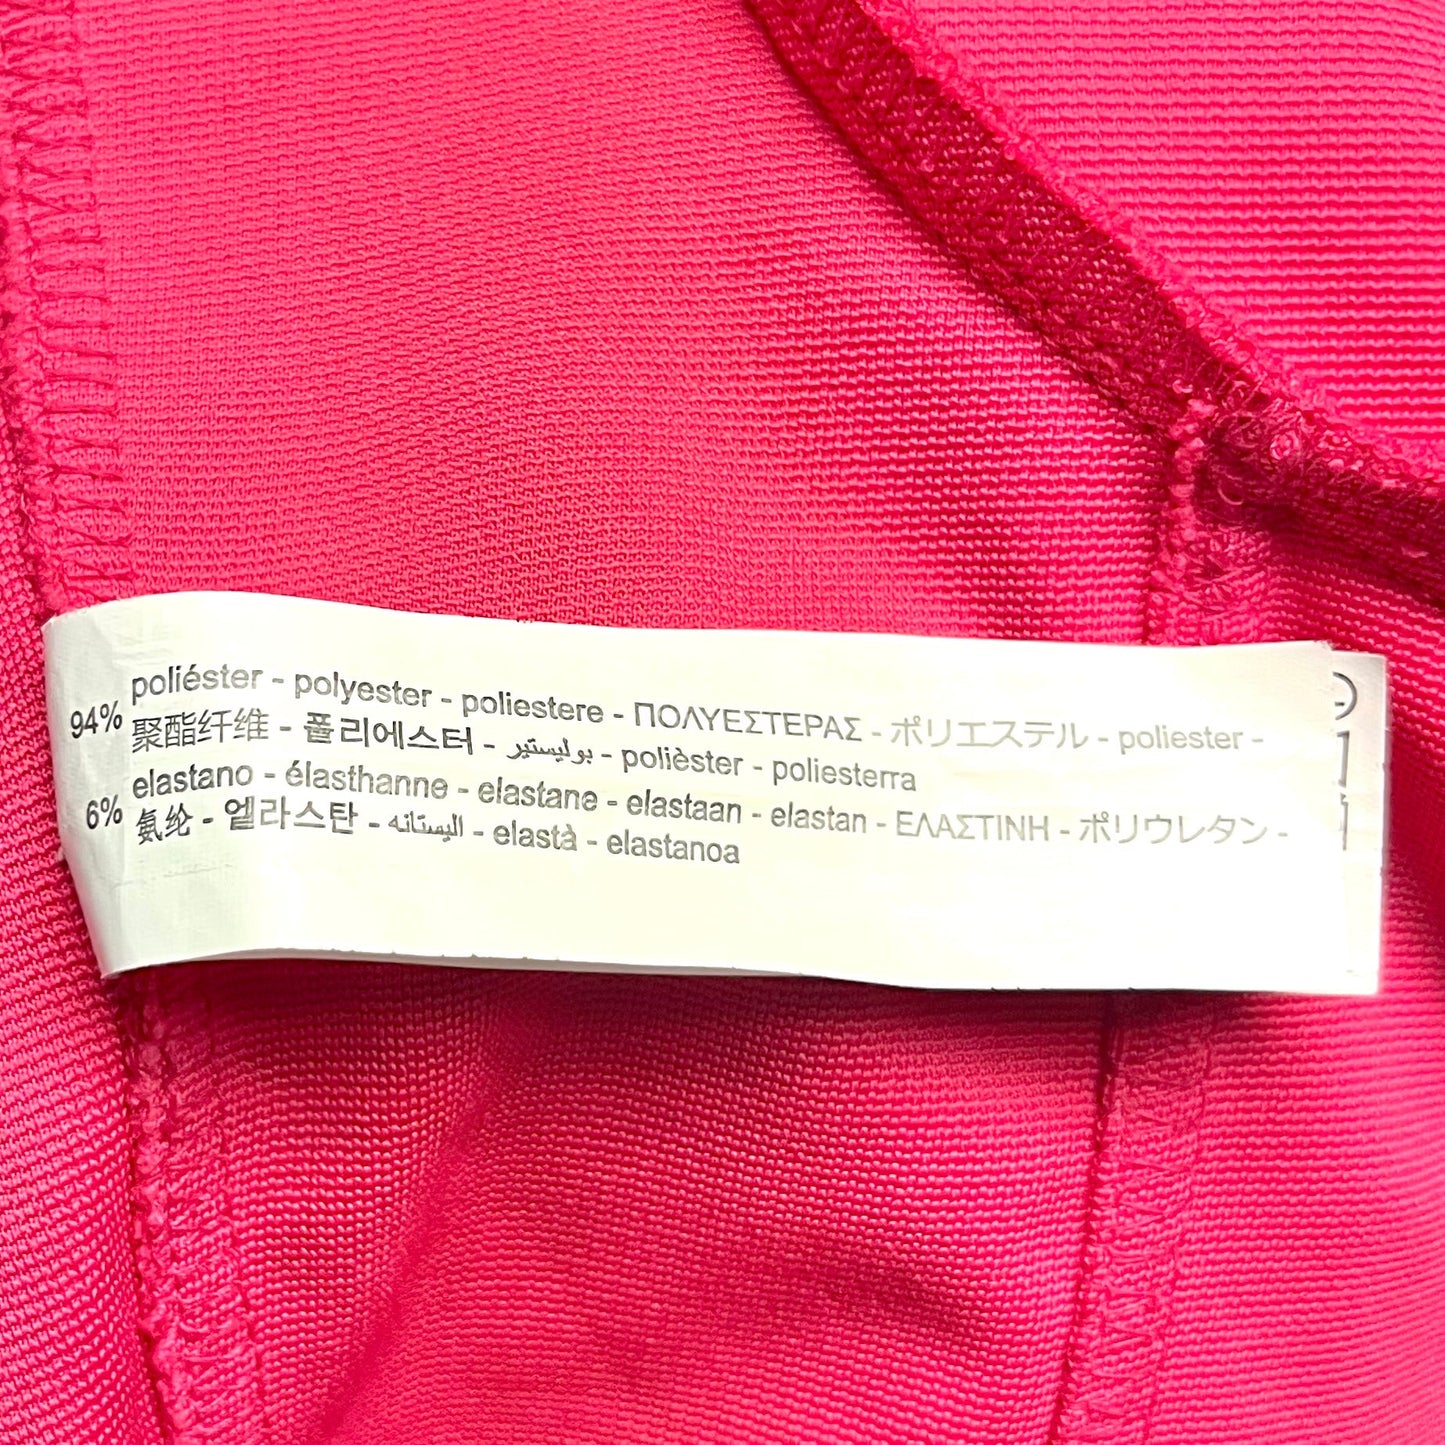 94% poliéster - polyester - poliestere - ΠΟΛΥΕΣΤΕΡΑΣ - ポリエステル - poliester -
聚酯纤维 - 폴리에스터 - بوليستير - polièster - poliesterra
6% elastano - élasthanne - elastane - elastaan - elastan - ΕΛΑΣΤΙΝΗ - ポリウレタン -
氨纶 - 엘라스탄 - اليستانه - elastà - elastanoa